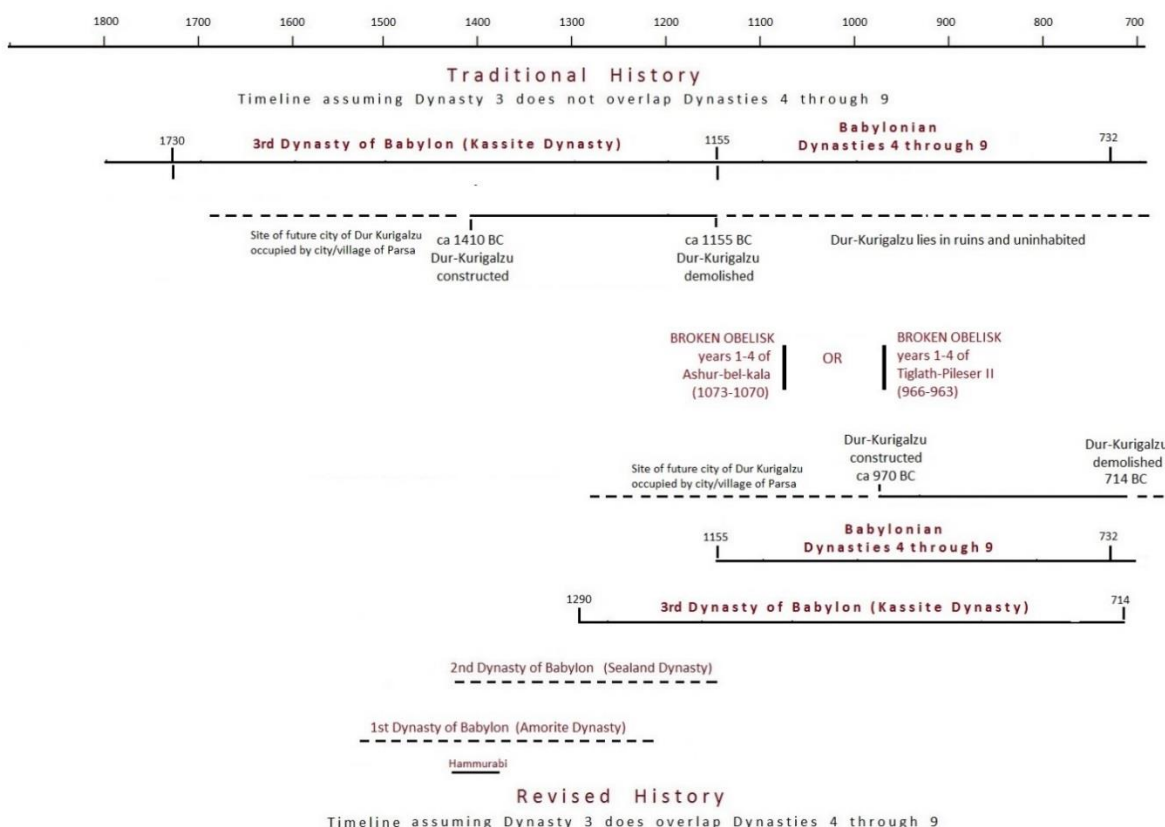 1800 1700 1600 1500 1400 1300 1200 1100 1000 900 800 700
Traditional History
Timeline assuming Dynasty 3 does not overlap Dynasties 4 through 9
1730
3rd Dynasty of Babylon (Kassite Dynasty)
1155
Babylonian
Dynasties 4 through 9
732
Site of future city of Dur Kurigalzu
occupied by city/village of Parsa
ca 1410 BC
Dur-Kurigalzu
constructed
ca 1155 BC
Dur-Kurigalzu
demolished
Dur-Kurigalzu lies in ruins and uninhabited
BROKEN OBELISK
years 1-4 of
Ashur-bel-kala
(1073-1070)
OR
BROKEN OBELISK
years 1-4 of
Tiglath-Pileser II
(966-963)
Site of future city of Dur Kurigalzu
occupied by city/village of Parsa
Dur-Kurigalzu
constructed
ca 970 BC
Dur-Kurigalzu
demolished
714 BC
1155
Babylonian
Dynasties 4 through 9
732
1290
3rd Dynasty of Babylon (Kassite Dynasty)
714
2nd Dynasty of Babylon (Sealand Dynasty)
1st Dynasty of Babylon (Amorite Dynasty)
Hammurabi
Revised History
Timeline assuming Dynasty 3 does overlap Dynasties 4 through 9